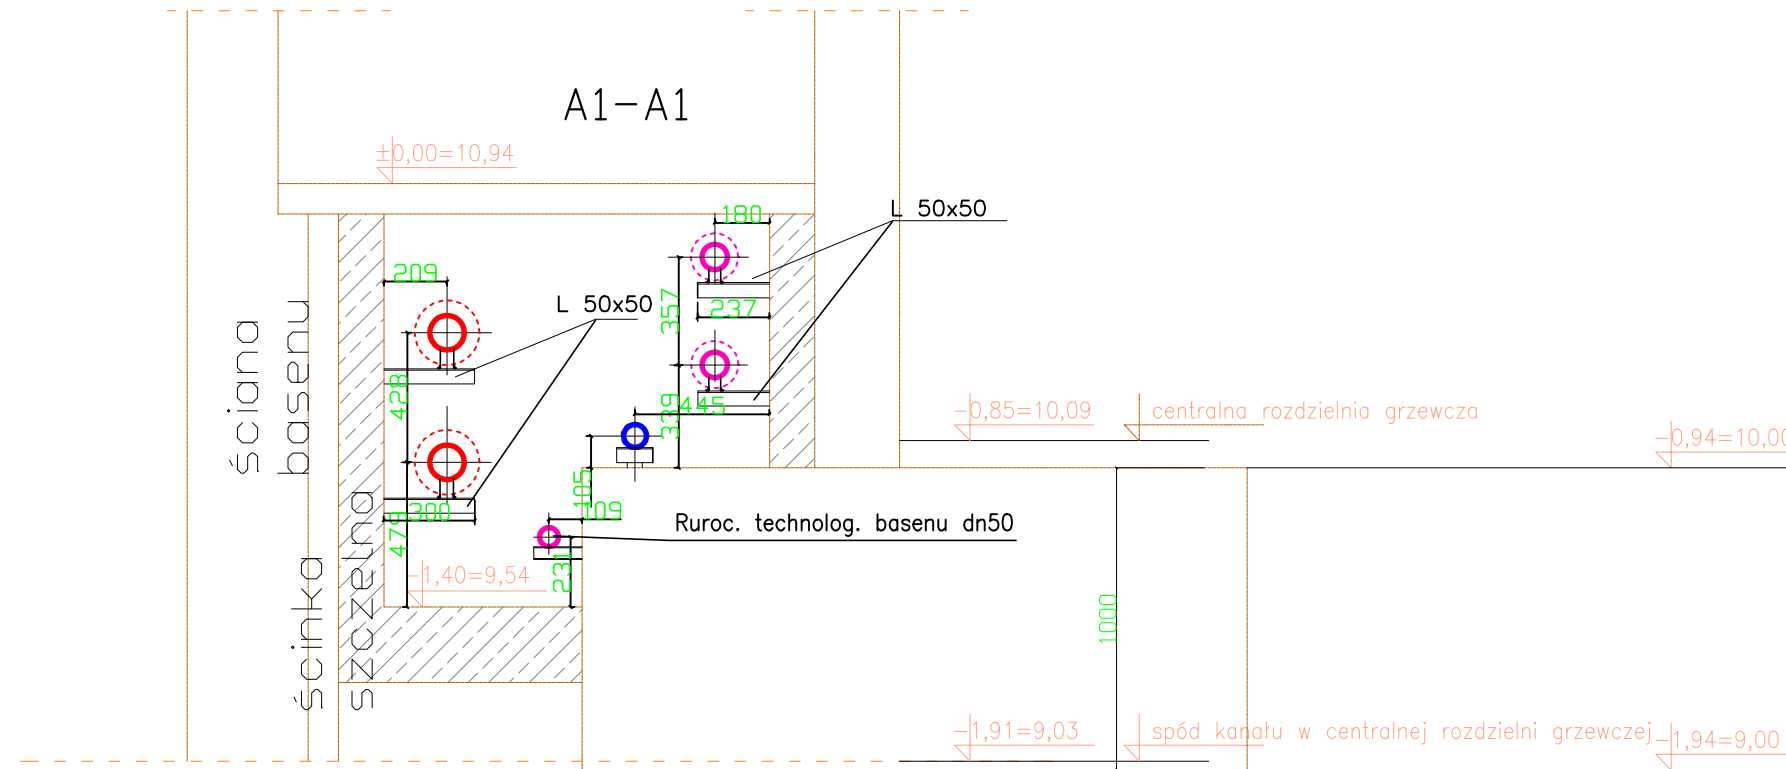 A1-A1
±0,00=10,94
180
L 50x50
209
L 50x50
357
237
428
339
445
-0,85=10,09
centralna rozdzielnia grzewcza
-0,94=10,00
300
105
109
479
Ruroc. technolog. basenu dn50
231
-1,40=9,54
1000
-1,91=9,03
spód kanału w centralnej rozdzielni grzewczej
-1,94=9,00
ściana
basenu
ścinka
szczelno